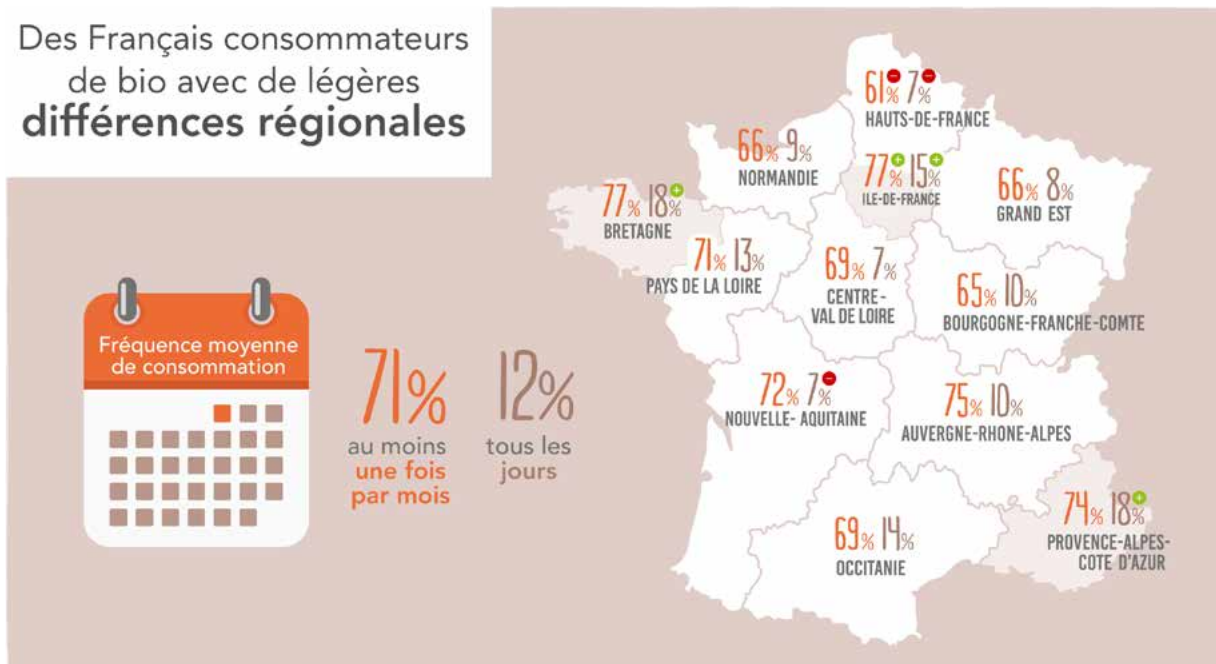 Des Français consommateurs
de bio avec de légères
différences régionales
Fréquence moyenne
de consommation
71%
au moins
une fois
par mois
12%
tous les
jours
61% 7%
HAUTS-DE-FRANCE
66% 9%
NORMANDIE
77% 15%
ILE-DE-FRANCE
66% 8%
GRAND EST
77% 18%
BRETAGNE
71% 13%
PAYS DE LA LOIRE
69% 7%
CENTRE-
VAL DE LOIRE
65% 10%
BOURGOGNE-FRANCHE-COMTE
72% 7%
NOUVELLE- AQUITAINE
75% 10%
AUVERGNE-RHONE-ALPES
74% 18%
PROVENCE-ALPES-
COTE D'AZUR
69% 14%
OCCITANIE